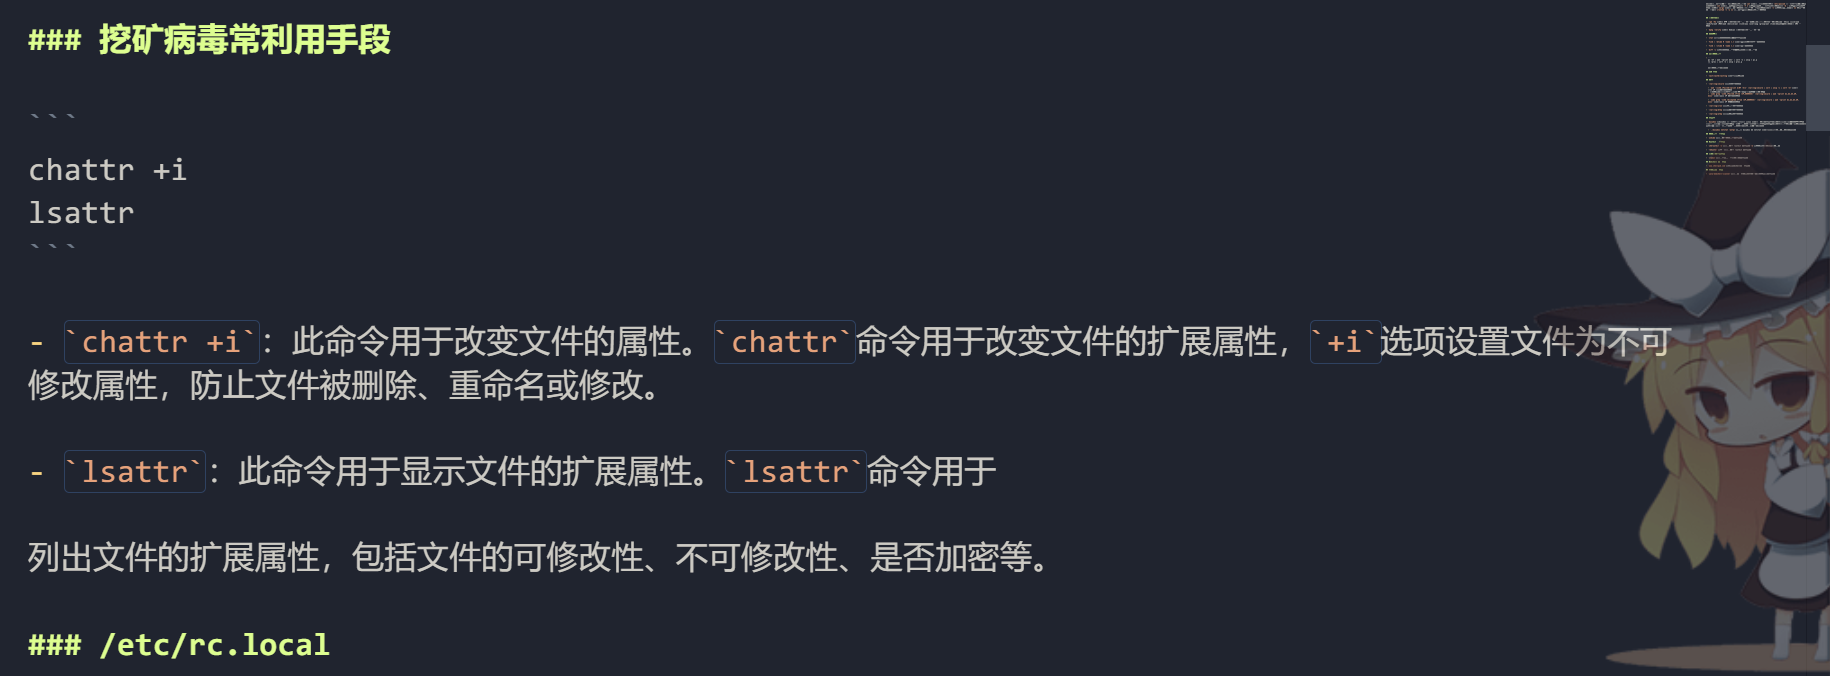 ### 挖矿病毒常利用手段
```
chattr +i
lsattr
```
- `chattr +i`：此命令用于改变文件的属性。`chattr`命令用于改变文件的扩展属性，`+i`选项设置文件为不可
修改属性，防止文件被删除、重命名或修改。
- `lsattr`：此命令用于显示文件的扩展属性。`lsattr`命令用于
列出文件的扩展属性，包括文件的可修改性、不可修改性、是否加密等。
### /etc/rc.local